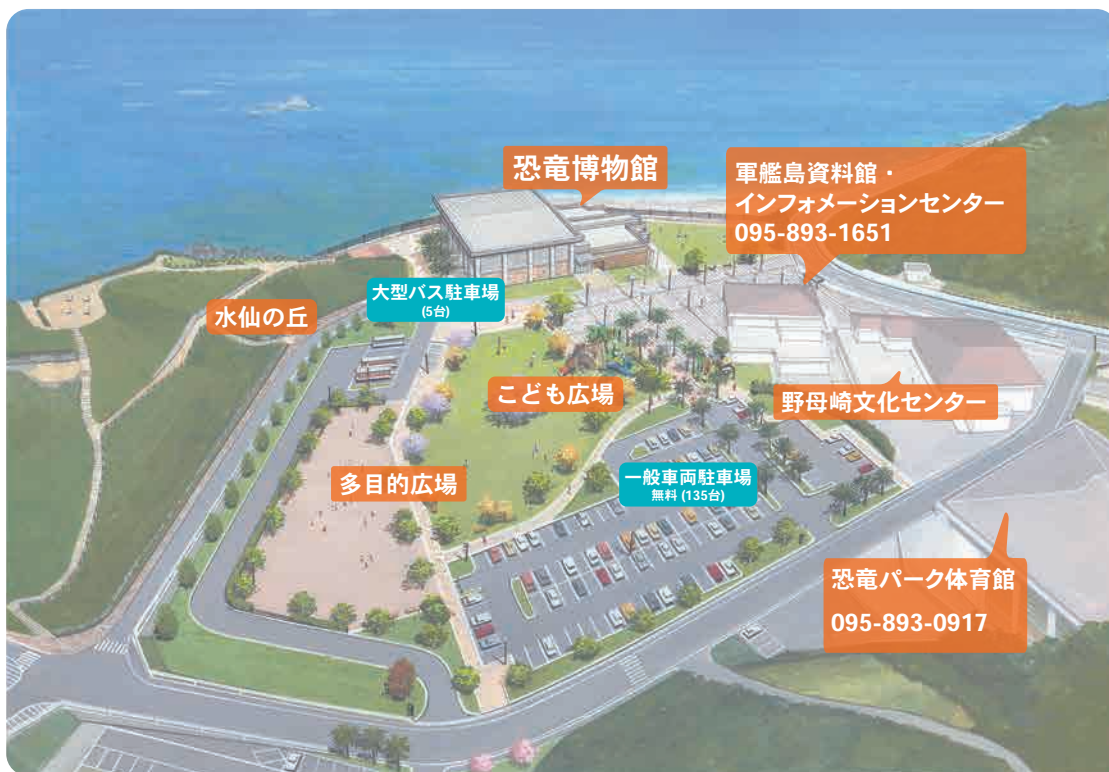 恐竜博物館
軍艦島資料館・
インフォメーションセンター
095-893-1651
大型バス駐車場
(5台)
水仙の丘
こども広場
野母崎文化センター
多目的広場
一般車両駐車場
無料 (135台)
恐竜パーク体育館
095-893-0917